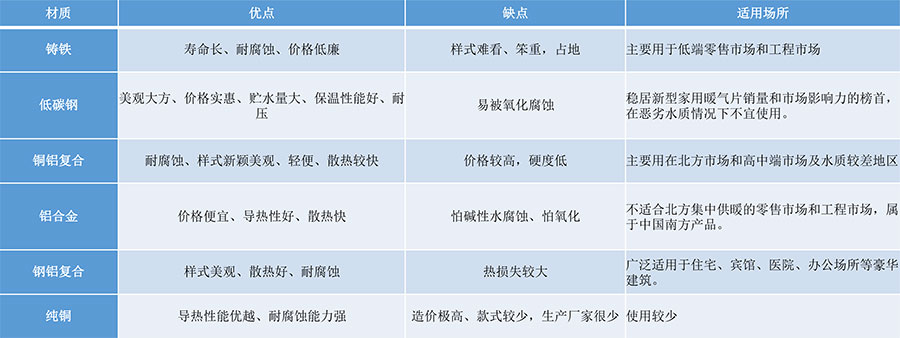 材质 优点 缺点 适用场所
铸铁 寿命长、耐腐蚀、价格低廉 样式难看、笨重，占地 主要用于低端零售市场和工程市场
低碳钢 美观大方、价格实惠、贮水量大、保温性能好、耐
压 易被氧化腐蚀 稳居新型家用暖气片销量和市场影响力的榜首，
在恶劣水质情况下不宜使用。
铜铝复合 耐腐蚀、样式新颖美观、轻便、散热较快 价格较高，硬度低 主要用在北方市场和高中端市场及水质较差地区
铝合金 价格便宜、导热性好、散热快 怕碱性水腐蚀、怕氧化 不适合北方集中供暖的零售市场和工程市场，属
于中国南方产品。
钢铝复合 样式美观、散热好、耐腐蚀 热损失较大 广泛适用于住宅、宾馆、医院、办公场所等豪华
建筑。
纯铜 导热性能优越、耐腐蚀能力强 造价极高、款式较少，生产厂家很少 使用较少